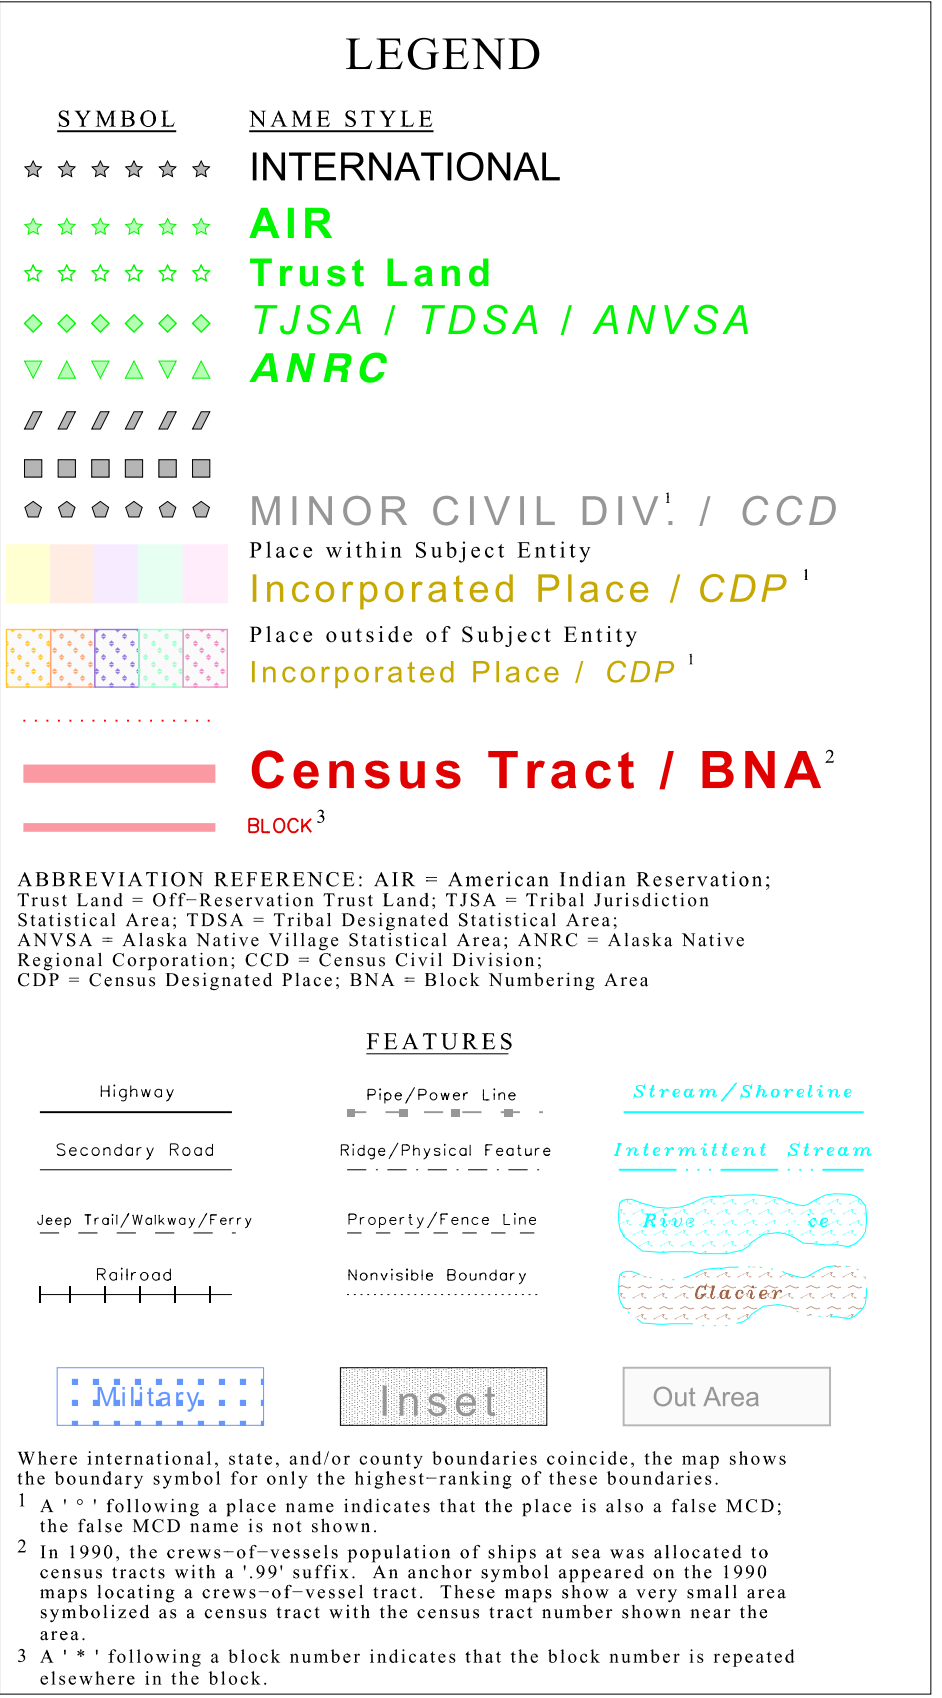 LEGEND
SYMBOL NAME STYLE
INTERNATIONAL
AIR
Trust Land
TJSA / TDSA / ANVSA
ANRC
MINOR CIVIL DIV.¹ / CCD
Place within Subject Entity
Incorporated Place / CDP ¹
Place outside of Subject Entity
Incorporated Place / CDP ¹
Census Tract / BNA²
BLOCK³
ABBREVIATION REFERENCE: AIR = American Indian Reservation;
Trust Land = Off−Reservation Trust Land; TJSA = Tribal Jurisdiction
Statistical Area; TDSA = Tribal Designated Statistical Area;
ANVSA = Alaska Native Village Statistical Area; ANRC = Alaska Native
Regional Corporation; CCD = Census Civil Division;
CDP = Census Designated Place; BNA = Block Numbering Area
FEATURES
Highway Pipe/Power Line Stream/Shoreline
Secondary Road Ridge/Physical Feature Intermittent Stream
Jeep Trail/Walkway/Ferry Property/Fence Line Rive ce
Railroad Nonvisible Boundary Glacier
Military Inset Out Area
Where international, state, and/or county boundaries coincide, the map shows
the boundary symbol for only the highest−ranking of these boundaries.
1 A ' ° ' following a place name indicates that the place is also a false MCD;
the false MCD name is not shown.
2 In 1990, the crews−of−vessels population of ships at sea was allocated to
census tracts with a '.99' suffix. An anchor symbol appeared on the 1990
maps locating a crews−of−vessel tract. These maps show a very small area
symbolized as a census tract with the census tract number shown near the
area.
3 A ' * ' following a block number indicates that the block number is repeated
elsewhere in the block.